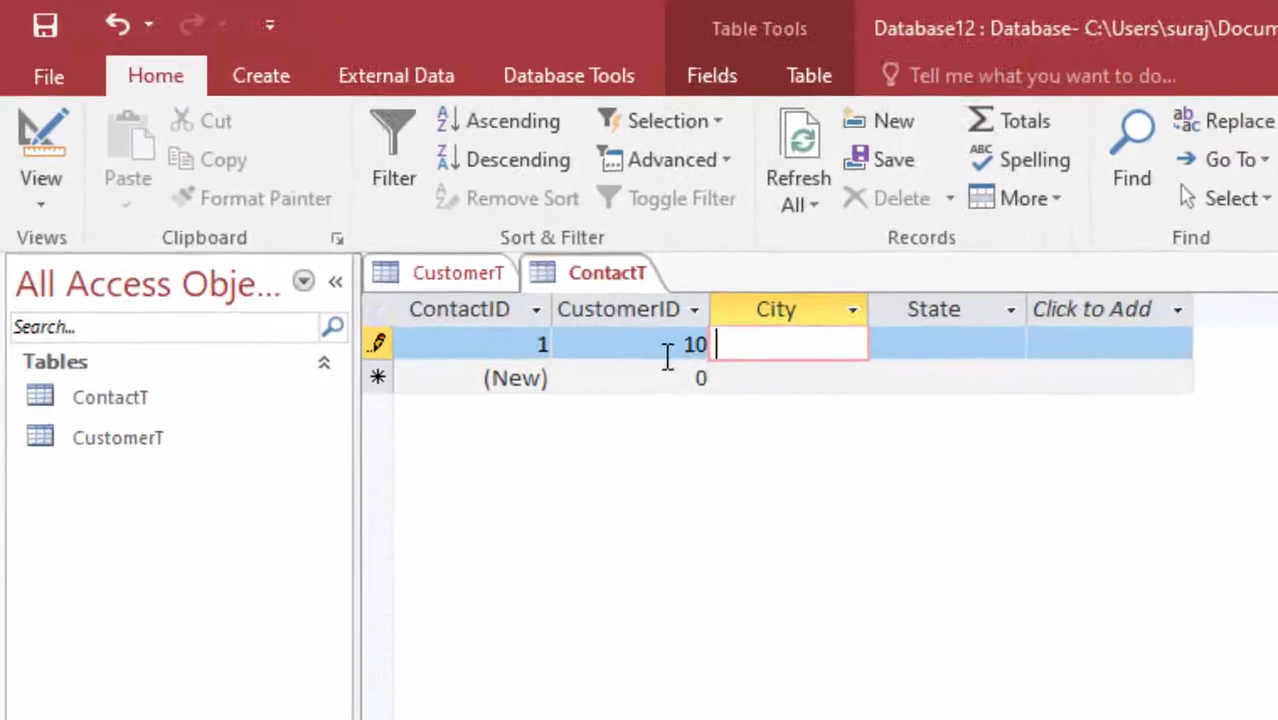 Table Tools
Database12 : Database- C:\Users\suraj\Docum
File
Home
Create
External Data
Database Tools
Fields
Table
Tell me what you want to do...
View
Views
Paste
Cut
Copy
Format Painter
Clipboard
Filter
Ascending
Descending
Remove Sort
Selection
Advanced
Toggle Filter
Sort & Filter
Refresh
All
New
Save
Delete
Totals
Spelling
More
Records
Find
Replace
Go To
Select
Find
All Access Obje...
Search...
Tables
ContactT
CustomerT
CustomerT
ContactT
ContactID CustomerID City State Click to Add
1 10
(New) 0